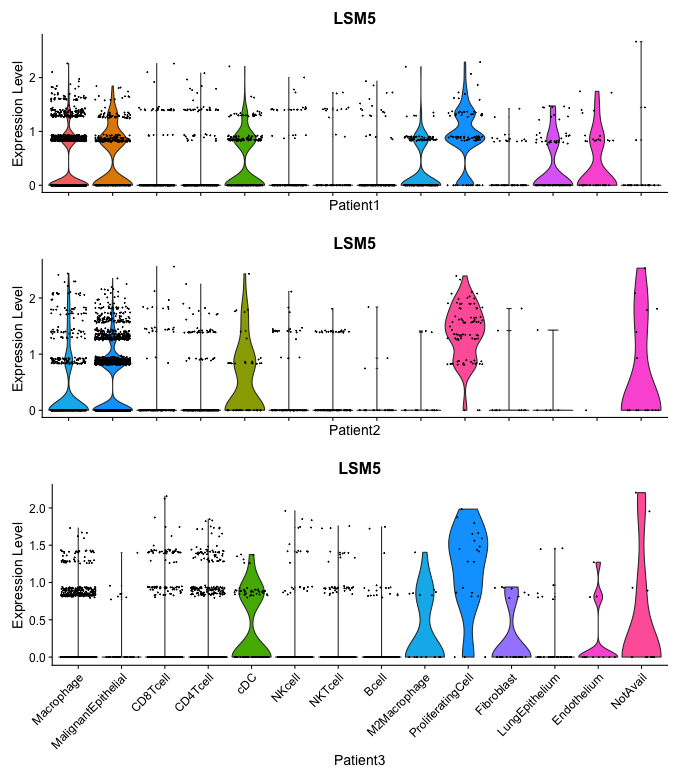 LSM5
Expression Level
2
1
0
Patient1
LSM5
Expression Level
2
1
0
Patient2
LSM5
Expression Level
2.0
1.5
1.0
0.5
0.0
Macrophage
MalignantEpithelial
CD8Tcell
CD4Tcell
cDC
NKcell
NKTcell
Bcell
M2Macrophage
ProliferatingCell
Fibroblast
LungEpithelium
Endothelium
NotAvail
Patient3